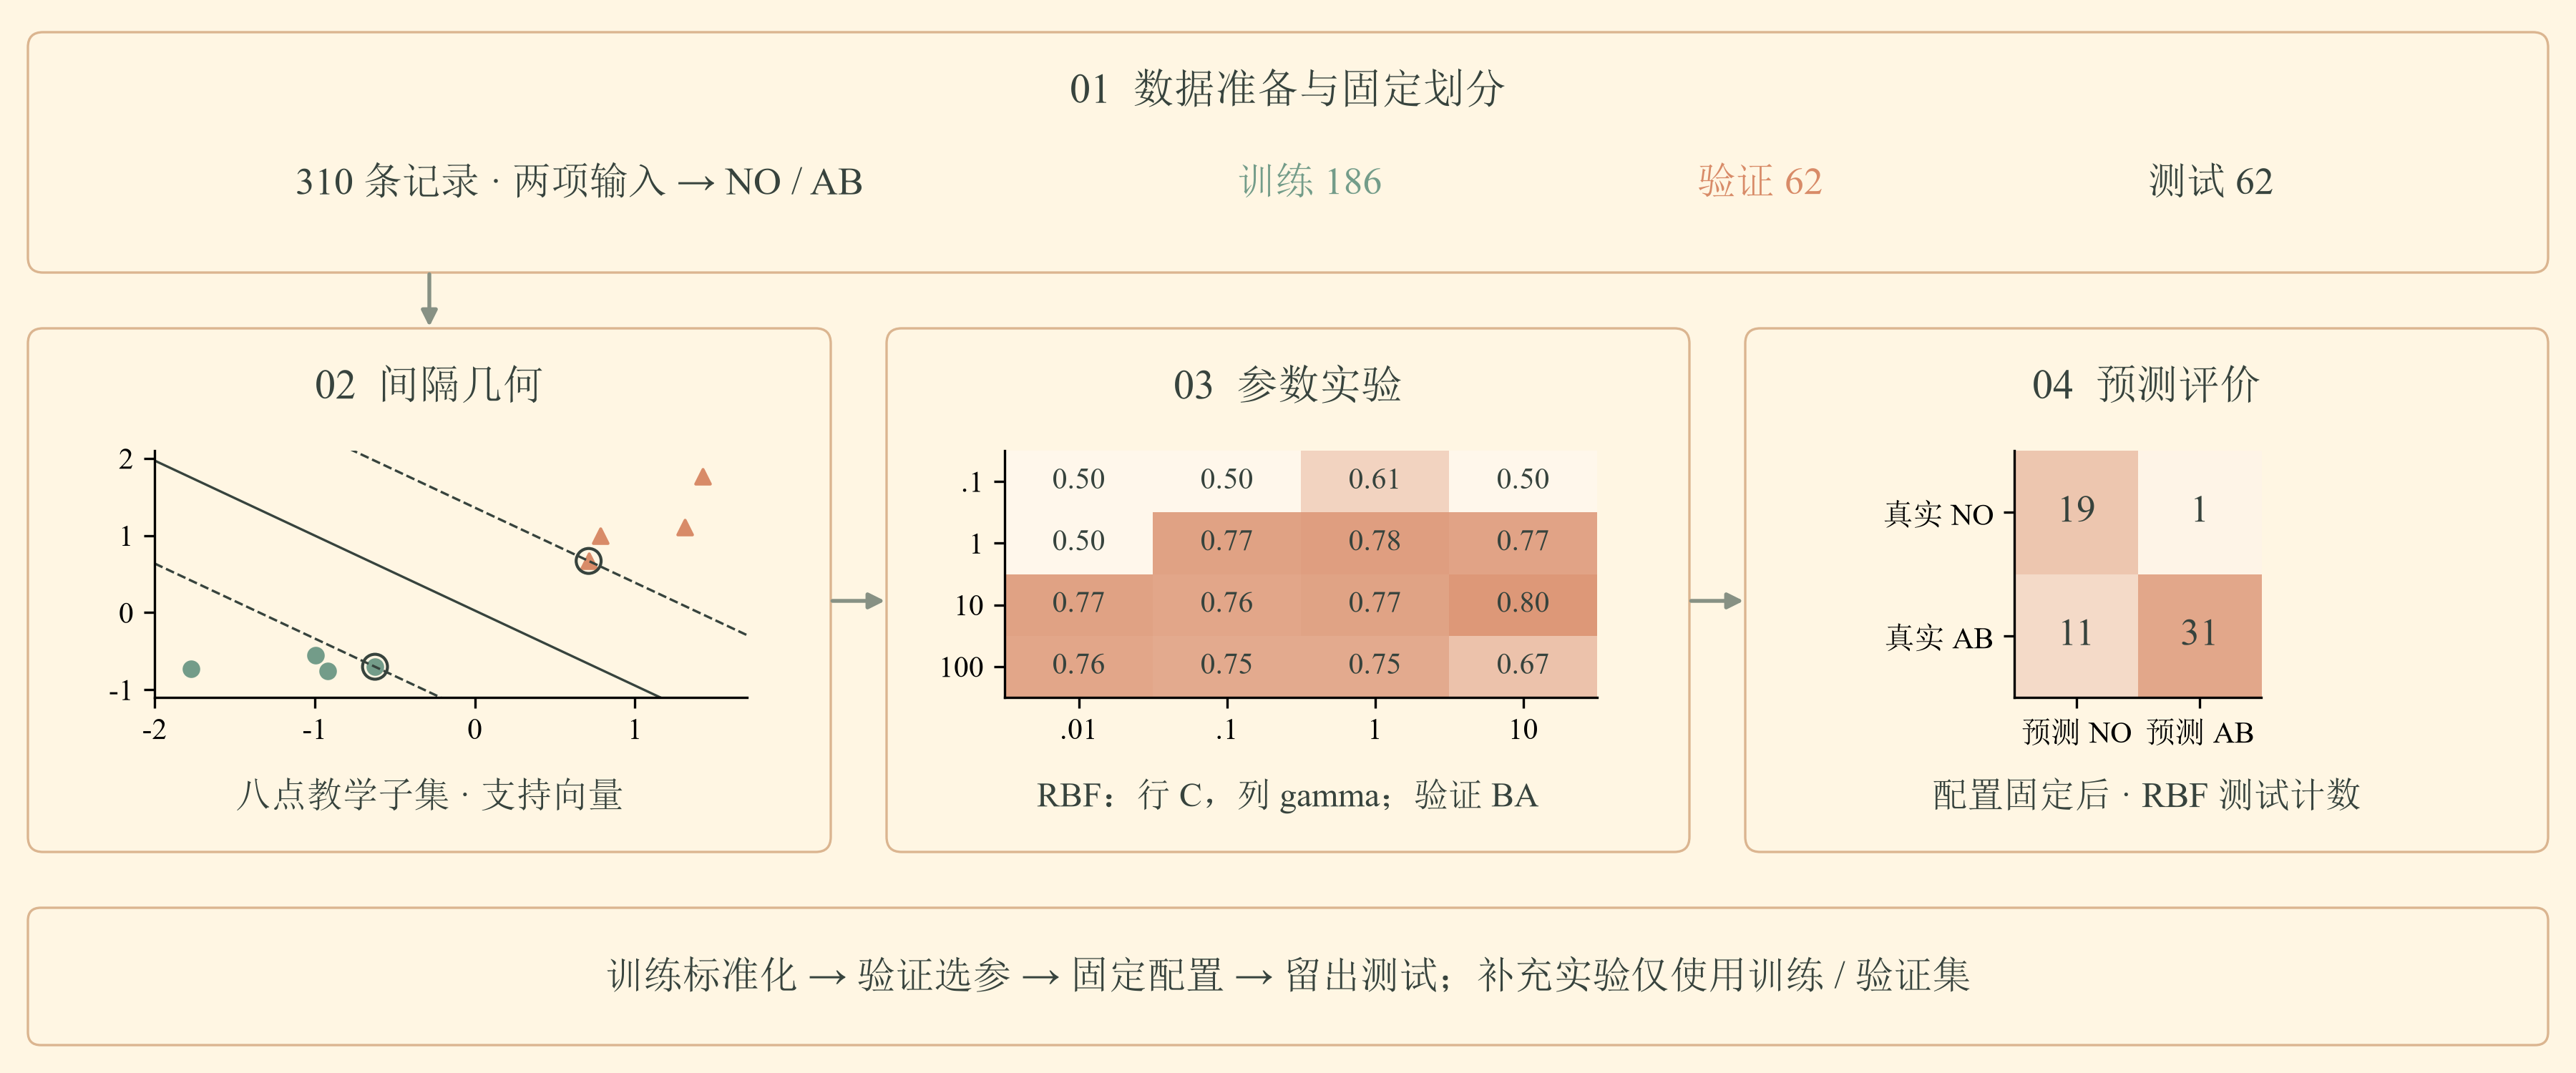 01 数据准备与固定划分
310 条记录 · 两项输入 → NO / AB
训练 186
验证 62
测试 62
02 间隔几何
2
1
0
-1
-2 -1 0 1
八点教学子集 · 支持向量
03 参数实验
.1 0.50 0.50 0.61 0.50
1 0.50 0.77 0.78 0.77
10 0.77 0.76 0.77 0.80
100 0.76 0.75 0.75 0.67
.01 .1 1 10
RBF：行 C，列 gamma；验证 BA
04 预测评价
真实 NO 19 1
真实 AB 11 31
预测 NO 预测 AB
配置固定后 · RBF 测试计数
训练标准化 → 验证选参 → 固定配置 → 留出测试；补充实验仅使用训练 / 验证集